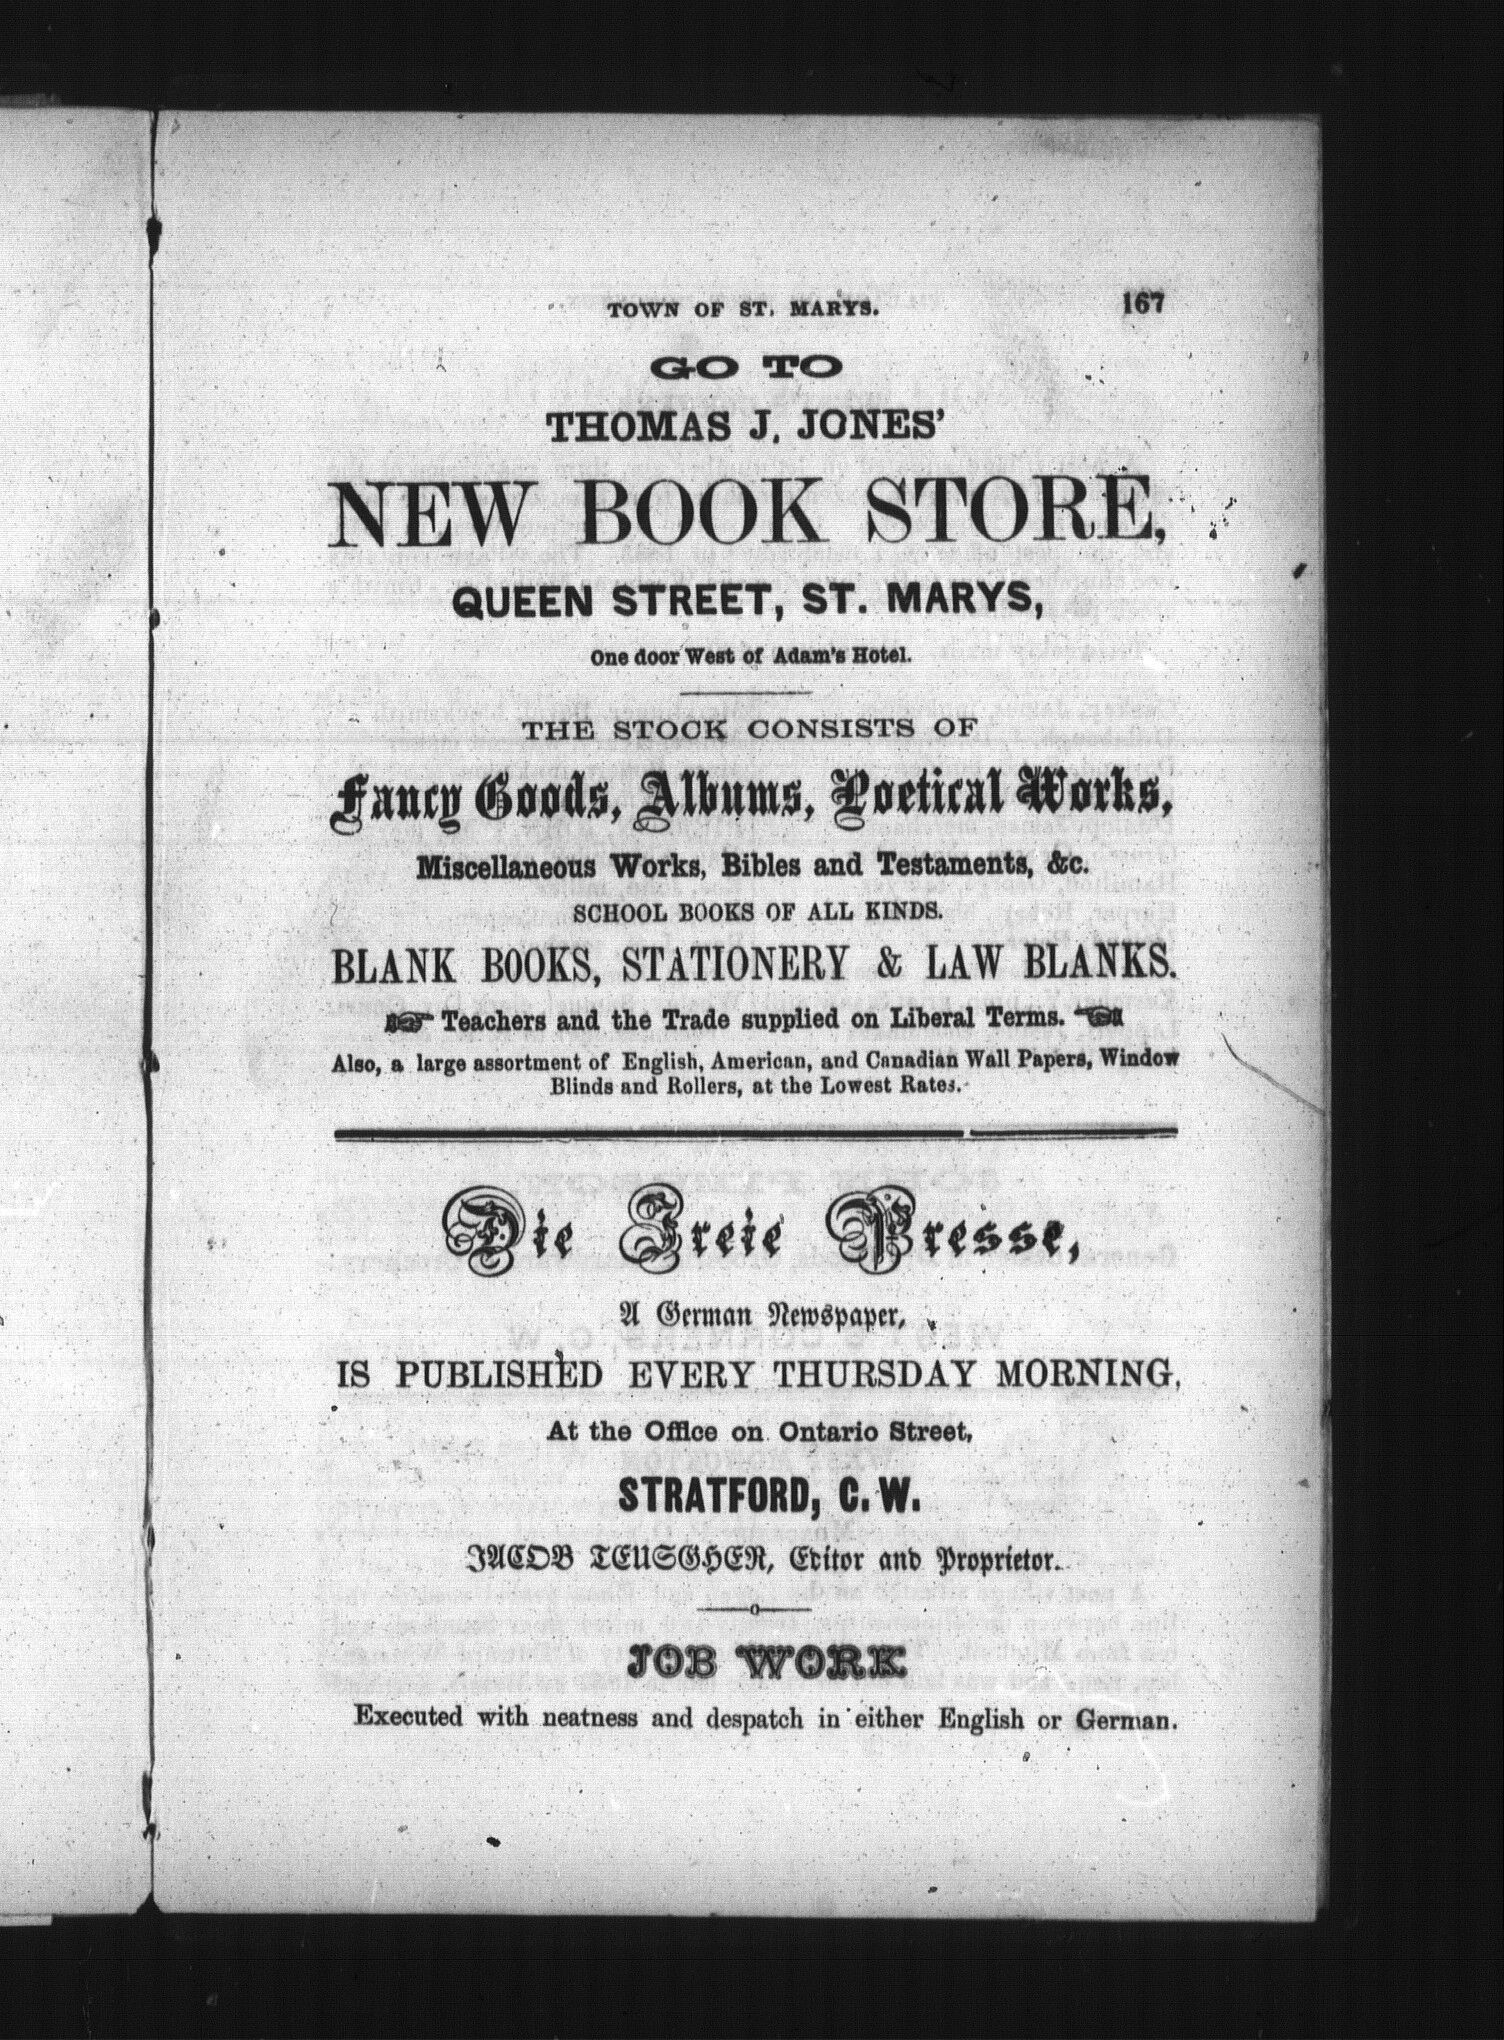 TOWN OF ST. MARYS. 167
GO TO
THOMAS J. JONES'
NEW BOOK STORE,
QUEEN STREET, ST. MARYS,
One door West of Adam's Hotel.
THE STOCK CONSISTS OF
Fancy Goods, Albums, Poetical Works,
Miscellaneous Works, Bibles and Testaments, &c.
SCHOOL BOOKS OF ALL KINDS.
BLANK BOOKS, STATIONERY & LAW BLANKS.
☞ Teachers and the Trade supplied on Liberal Terms. ☜
Also, a large assortment of English, American, and Canadian Wall Papers, Window
Blinds and Rollers, at the Lowest Rates.
Die Freie Presse,
A German Newspaper,
IS PUBLISHED EVERY THURSDAY MORNING,
At the Office on Ontario Street,
STRATFORD, C. W.
JACOB TEUSGHER, Editor and Proprietor.
JOB WORK
Executed with neatness and despatch in either English or German.